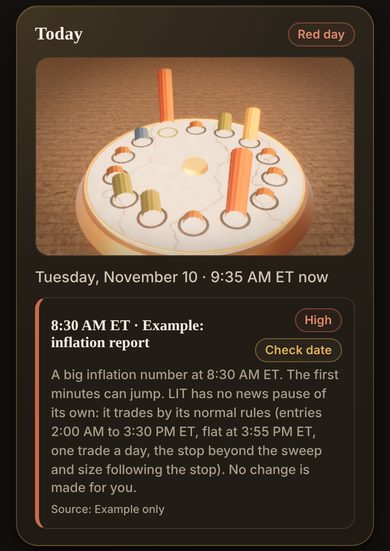 Today
Red day
Tuesday, November 10 · 9:35 AM ET now
8:30 AM ET · Example:
inflation report
High
Check date
A big inflation number at 8:30 AM ET. The first
minutes can jump. LIT has no news pause of
its own: it trades by its normal rules (entries
2:00 AM to 3:30 PM ET, flat at 3:55 PM ET,
one trade a day, the stop beyond the sweep
and size following the stop). No change is
made for you.
Source: Example only